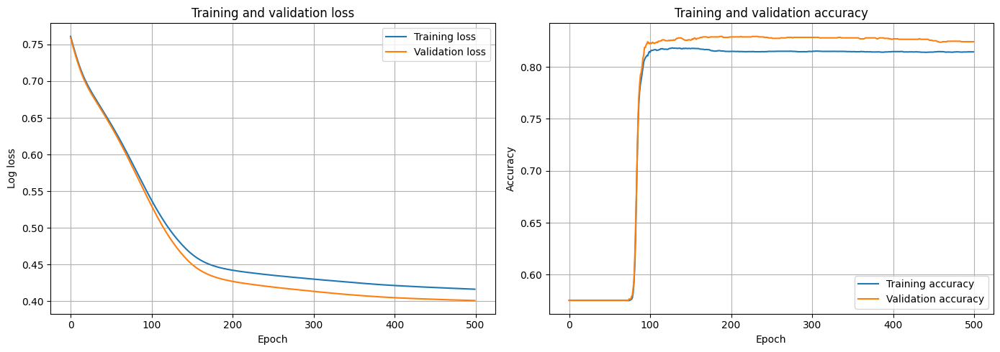 Training and validation loss
Log loss
0.75
0.70
0.65
0.60
0.55
0.50
0.45
0.40
Training loss
Validation loss
0 100 200 300 400 500
Epoch
Training and validation accuracy
Accuracy
0.80
0.75
0.70
0.65
0.60
Training accuracy
Validation accuracy
0 100 200 300 400 500
Epoch